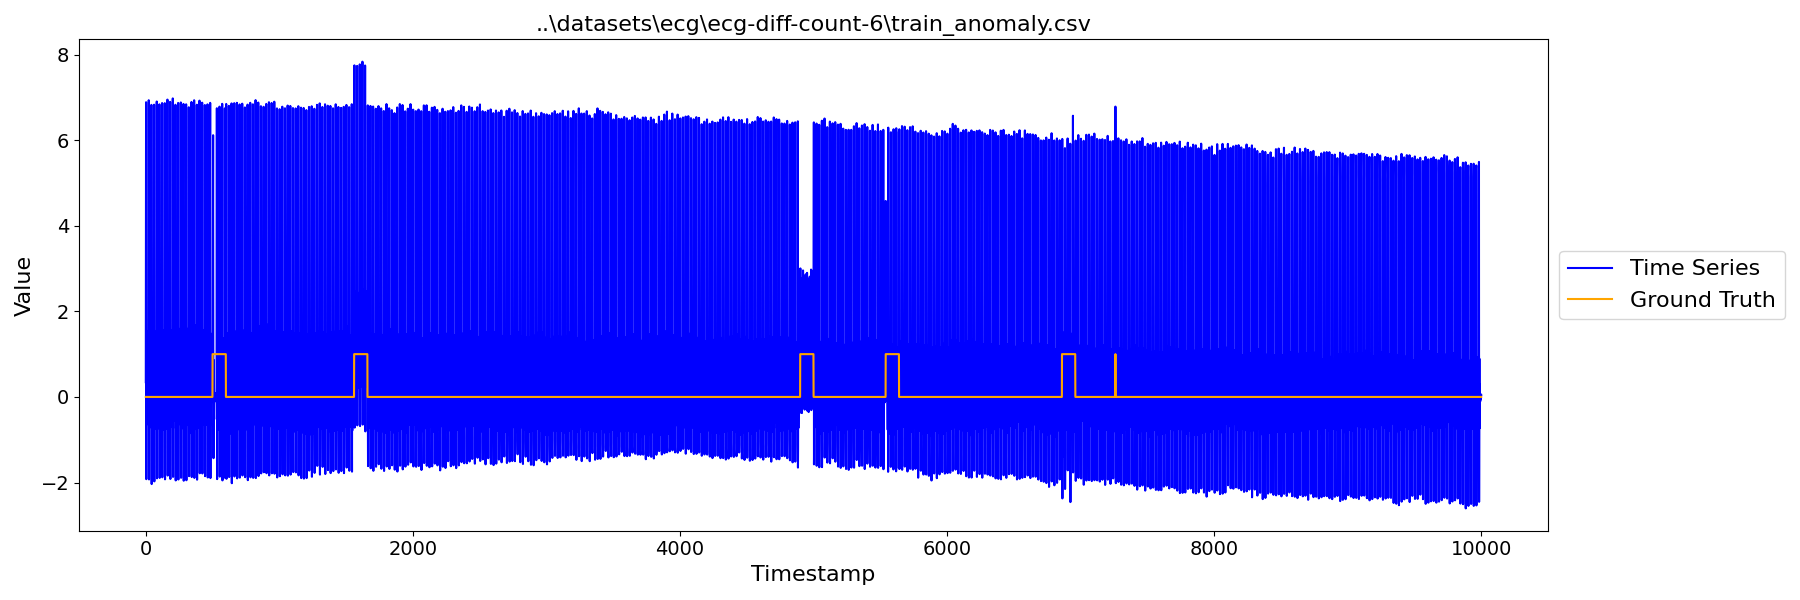 ..\datasets\ecg\ecg-diff-count-6\train_anomaly.csv
8
6
4
2
0
−2
Value
0
2000
4000
6000
8000
10000
Timestamp
Time Series
Ground Truth